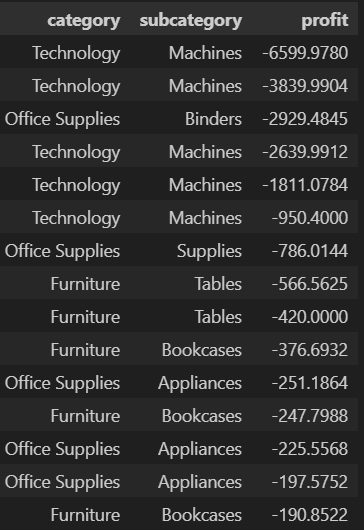 category subcategory profit
Technology Machines -6599.9780
Technology Machines -3839.9904
Office Supplies Binders -2929.4845
Technology Machines -2639.9912
Technology Machines -1811.0784
Technology Machines -950.4000
Office Supplies Supplies -786.0144
Furniture Tables -566.5625
Furniture Tables -420.0000
Furniture Bookcases -376.6932
Office Supplies Appliances -251.1864
Furniture Bookcases -247.7988
Office Supplies Appliances -225.5568
Office Supplies Appliances -197.5752
Furniture Bookcases -190.8522